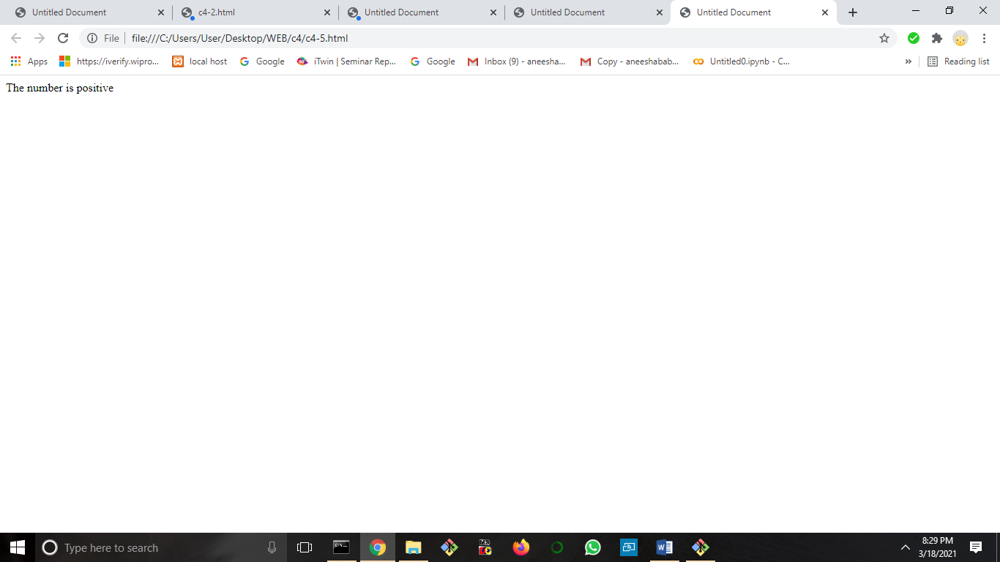 Untitled Document
c4-2.html
Untitled Document
Untitled Document
Untitled Document
File file:///C:/Users/User/Desktop/WEB/c4/c4-5.html
Apps https://iverify.wipro... local host Google iTwin | Seminar Rep... Google Inbox (9) - aneesha... Copy - aneeshabab... Untitled0.ipynb - C... » Reading list
The number is positive
Type here to search
8:29 PM
3/18/2021